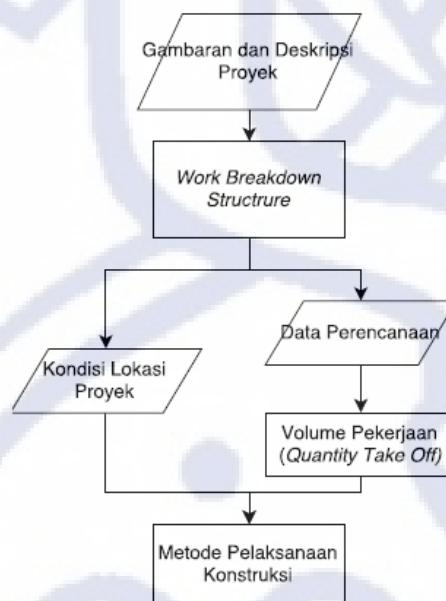 Gambaran dan Deskripsi
Proyek
Work Breakdown
Structrure
Kondisi Lokasi
Proyek
Data Perencanaan
Volume Pekerjaan
(Quantity Take Off)
Metode Pelaksanaan
Konstruksi